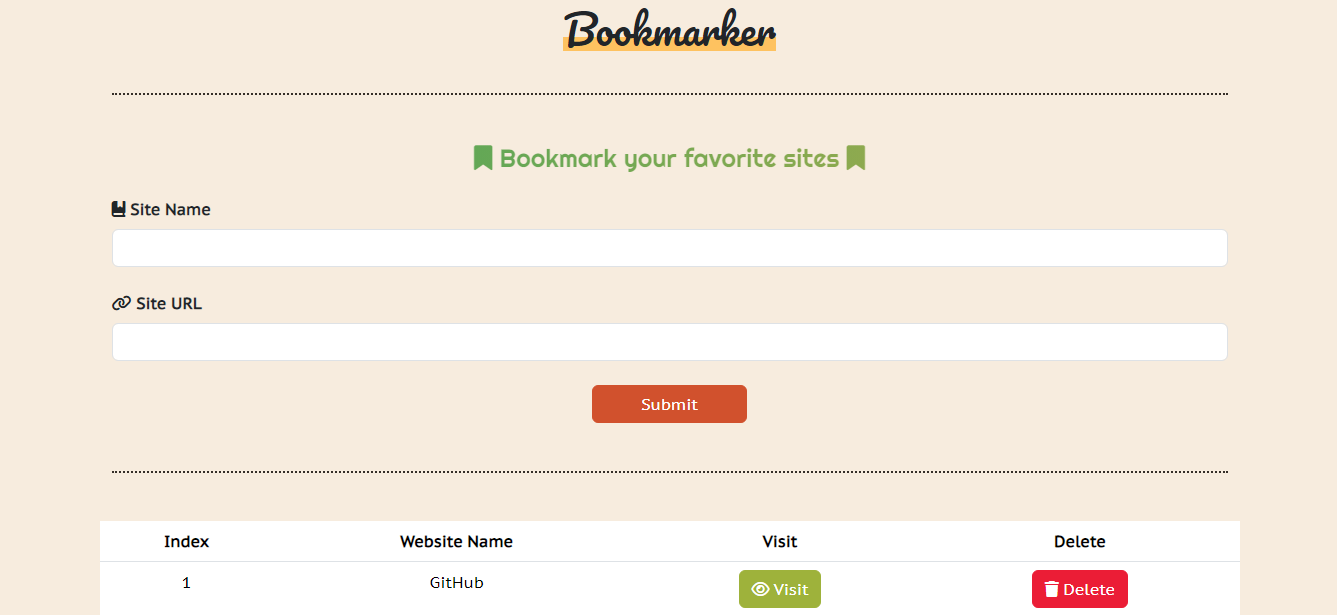 Bookmarker
Bookmark your favorite sites
Site Name
Site URL
Submit
Index Website Name Visit Delete
1 GitHub Visit Delete